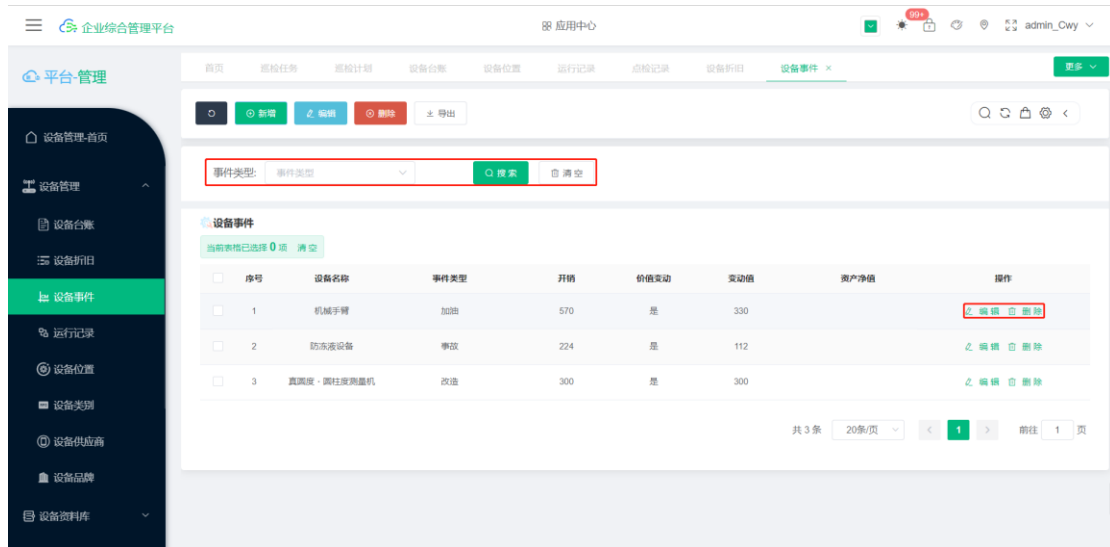 企业综合管理平台
应用中心
99+
admin_Cwy
平台-管理
首页 巡检任务 巡检计划 设备台账 设备位置 运行记录 点检记录 设备折旧 设备事件 ×
更多
新增 编辑 删除 导出
设备管理-首页
事件类型: 事件类型 搜索 清空
设备管理
设备台账
设备折旧
设备事件
运行记录
设备位置
设备类别
设备供应商
设备品牌
设备资料库
设备事件
当前表格已选择 0 项 清空
序号 设备名称 事件类型 开销 价值变动 变动值 资产净值 操作
1 机械手臂 加油 570 是 330 编辑 删除
2 防冻液设备 事故 224 是 112 编辑 删除
3 真圆度・圆柱度测量机 改造 300 是 300 编辑 删除
共 3 条 20条/页 < 1 > 前往 1 页